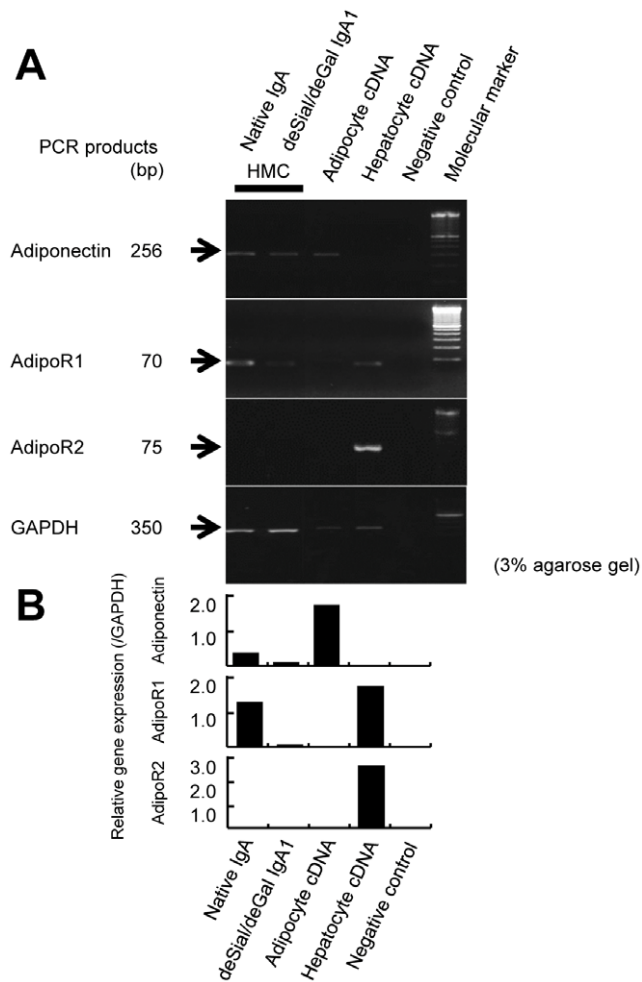 A
Native IgA
deSial/deGal IgA1
Adipocyte cDNA
Hepatocyte cDNA
Negative control
Molecular marker
PCR products
(bp)
HMC
Adiponectin 256
AdipoR1 70
AdipoR2 75
GAPDH 350
(3% agarose gel)
B
Relative gene expression (/GAPDH)
Adiponectin
2.0
1.0
AdipoR1
2.0
1.0
AdipoR2
3.0
2.0
1.0
Native IgA
deSial/deGal IgA1
Adipocyte cDNA
Hepatocyte cDNA
Negative control